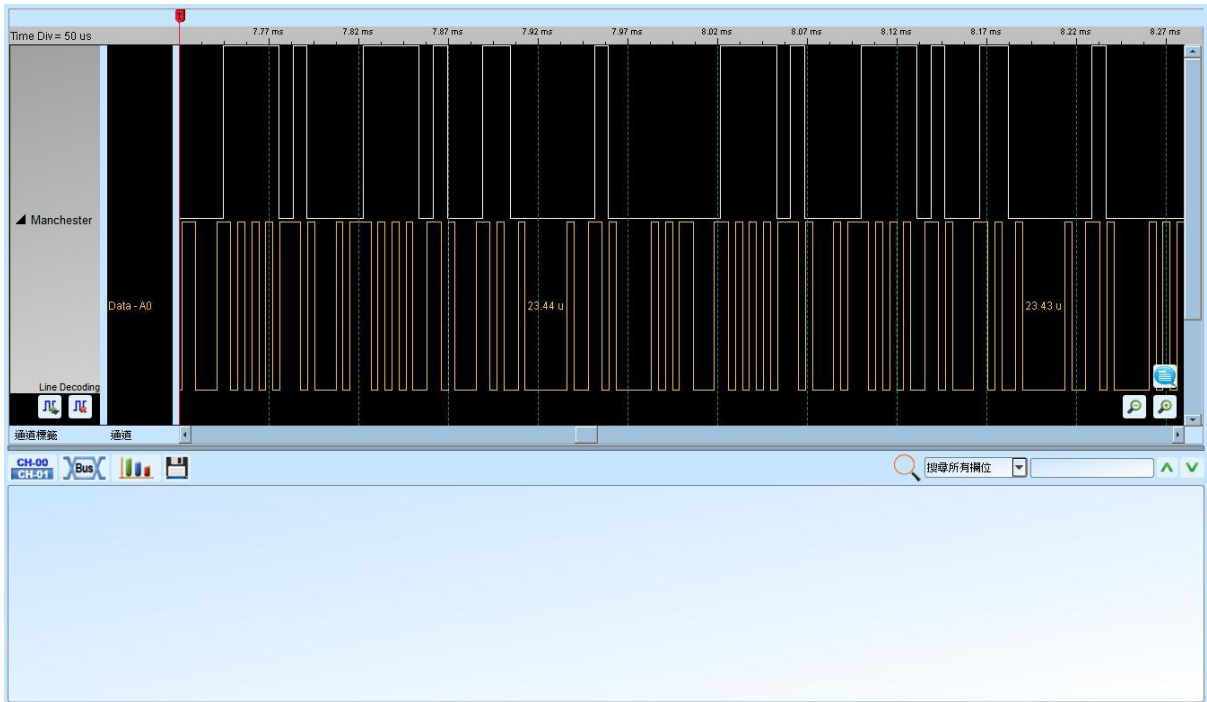 T
Time Div = 50 us
7.77 ms 7.82 ms 7.87 ms 7.92 ms 7.97 ms 8.02 ms 8.07 ms 8.12 ms 8.17 ms 8.22 ms 8.27 ms
Manchester
Data - A0
23.44 u
23.43 u
Line Decoding
通道標籤 通道
CH-00
CH-01
Bus
搜尋所有欄位